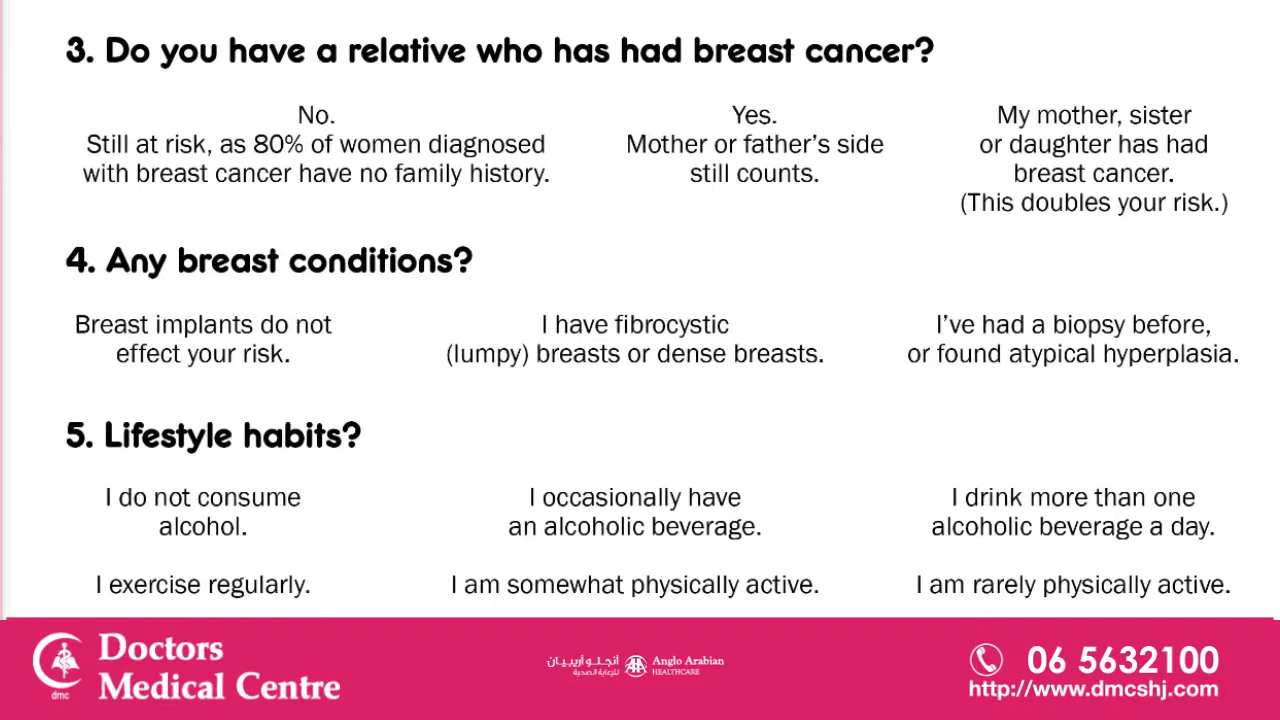 3. Do you have a relative who has had breast cancer?
No.
Still at risk, as 80% of women diagnosed
with breast cancer have no family history.
Yes.
Mother or father's side
still counts.
My mother, sister
or daughter has had
breast cancer.
(This doubles your risk.)
4. Any breast conditions?
Breast implants do not
effect your risk.
I have fibrocystic
(lumpy) breasts or dense breasts.
I've had a biopsy before,
or found atypical hyperplasia.
5. Lifestyle habits?
I do not consume
alcohol.
I occasionally have
an alcoholic beverage.
I drink more than one
alcoholic beverage a day.
I exercise regularly.
I am somewhat physically active.
I am rarely physically active.
dmc
Doctors
Medical Centre
أنجلو أريبيان
للرعاية الصحية
Anglo Arabian
HEALTHCARE
06 5632100
http://www.dmcshj.com